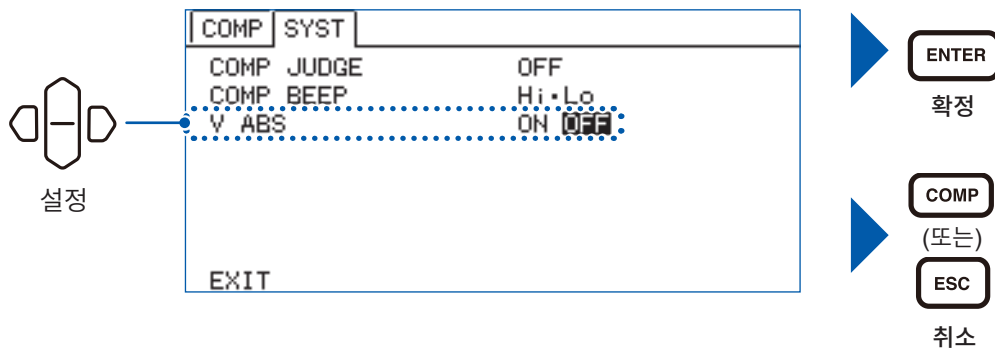 COMP SYST
COMP JUDGE OFF
COMP BEEP Hi・Lo
V ABS ON OFF
EXIT
설정
ENTER
확정
COMP
(또는)
ESC
취소